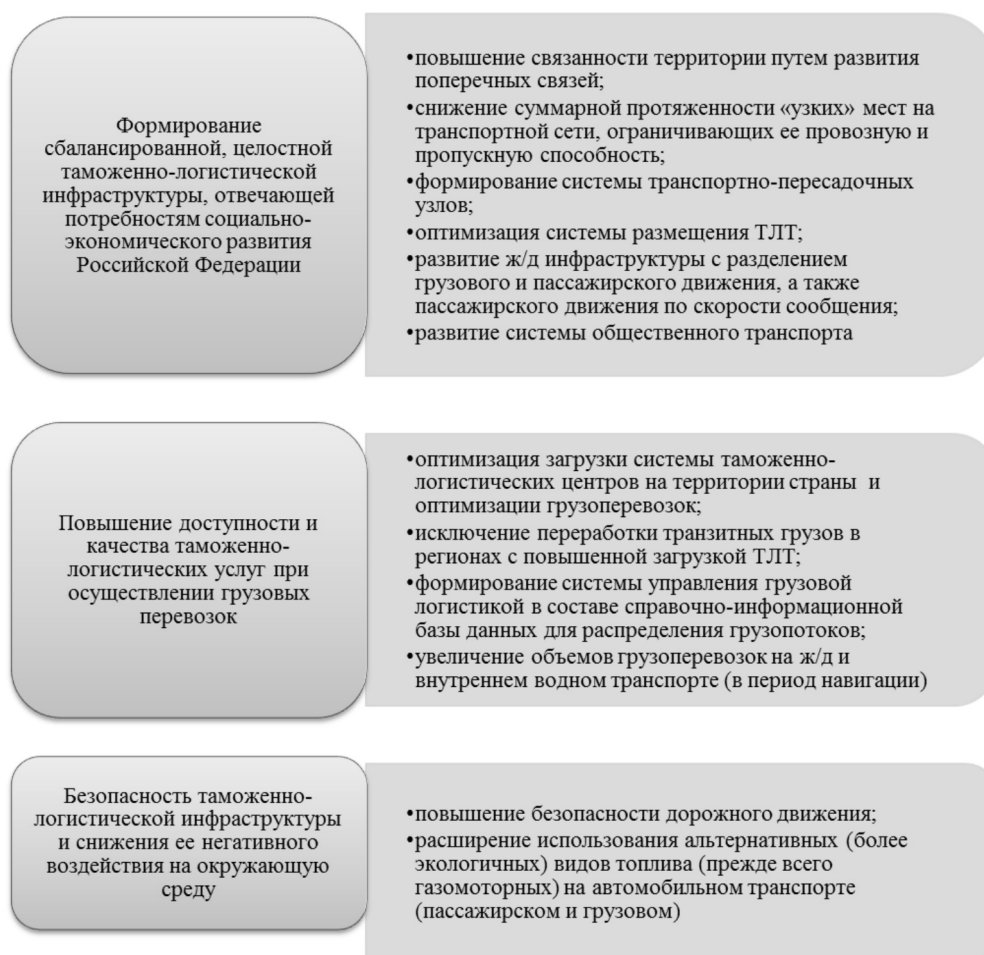 Формирование
сбалансированной, целостной
таможенно-логистической
инфраструктуры, отвечающей
потребностям социально-
экономического развития
Российской Федерации
•повышение связанности территории путем развития
поперечных связей;
•снижение суммарной протяженности «узких» мест на
транспортной сети, ограничивающих ее провозную и
пропускную способность;
•формирование системы транспортно-пересадочных
узлов;
•оптимизация системы размещения ТЛТ;
•развитие ж/д инфраструктуры с разделением
грузового и пассажирского движения, а также
пассажирского движения по скорости сообщения;
•развитие системы общественного транспорта
Повышение доступности и
качества таможенно-
логистических услуг при
осуществлении грузовых
перевозок
•оптимизация загрузки системы таможенно-
логистических центров на территории страны и
оптимизации грузоперевозок;
•исключение переработки транзитных грузов в
регионах с повышенной загрузкой ТЛТ;
•формирование системы управления грузовой
логистикой в составе справочно-информационной
базы данных для распределения грузопотоков;
•увеличение объемов грузоперевозок на ж/д и
внутреннем водном транспорте (в период навигации)
Безопасность таможенно-
логистической инфраструктуры
и снижения ее негативного
воздействия на окружающую
среду
•повышение безопасности дорожного движения;
•расширение использования альтернативных (более
экологичных) видов топлива (прежде всего
газомоторных) на автомобильном транспорте
(пассажирском и грузовом)